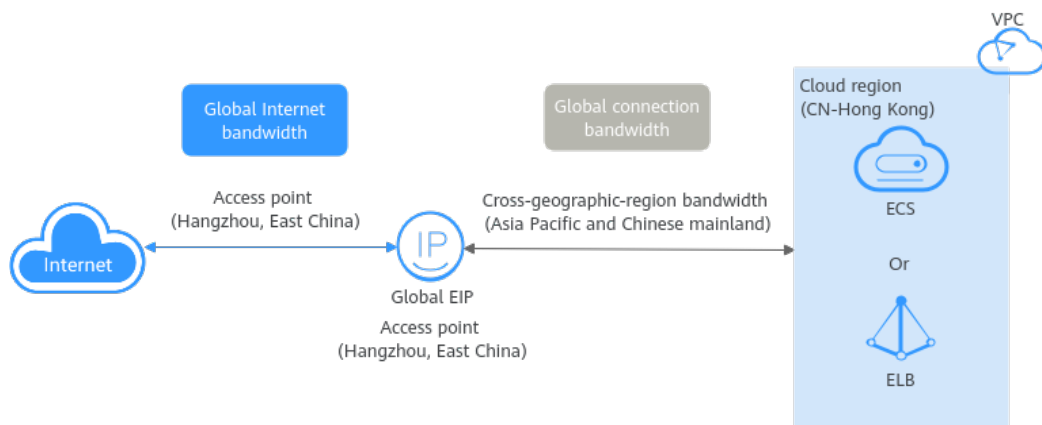 VPC
Global Internet
bandwidth
Global connection
bandwidth
Cloud region
(CN-Hong Kong)
Access point
(Hangzhou, East China)
Cross-geographic-region bandwidth
(Asia Pacific and Chinese mainland)
ECS
Internet
IP
Or
Global EIP
Access point
(Hangzhou, East China)
ELB